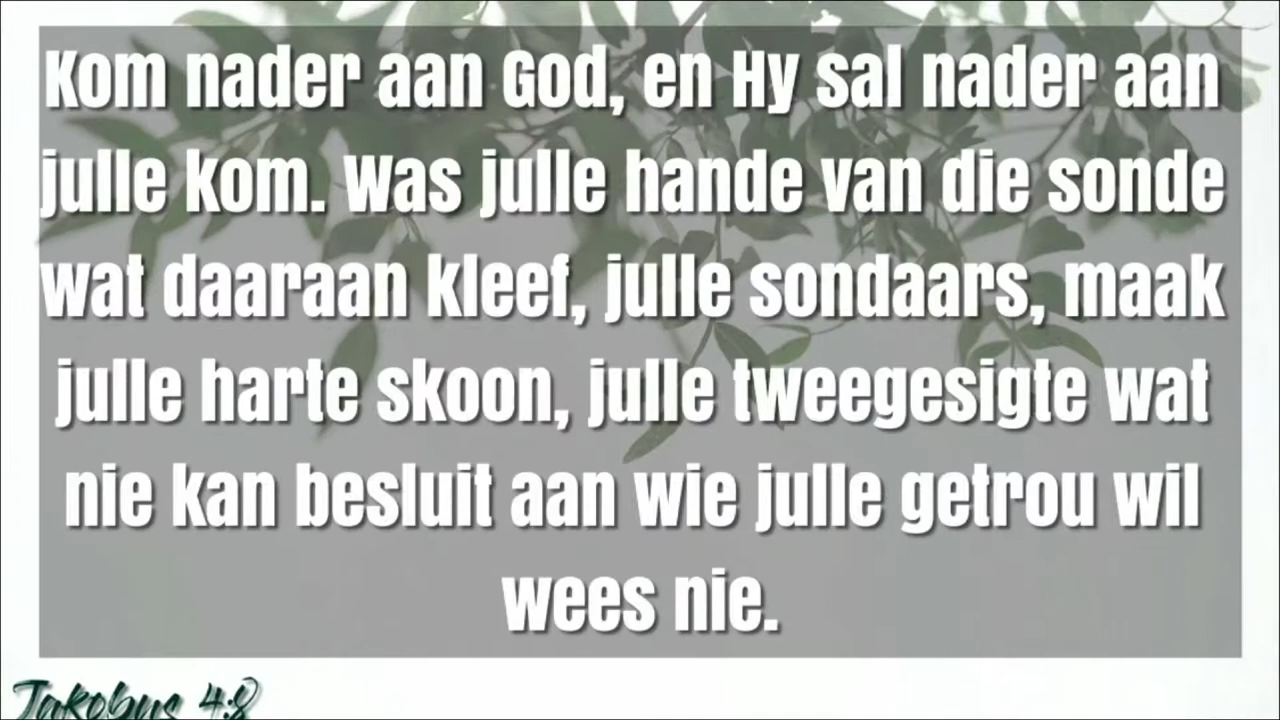 Kom nader aan God, en Hy sal nader aan
julle kom. Was julle hande van die sonde
wat daaraan kleef, julle sondaars, maak
julle harte skoon, julle tweegesigte wat
nie kan besluit aan wie julle getrou wil
wees nie.
Jakobus 4:8